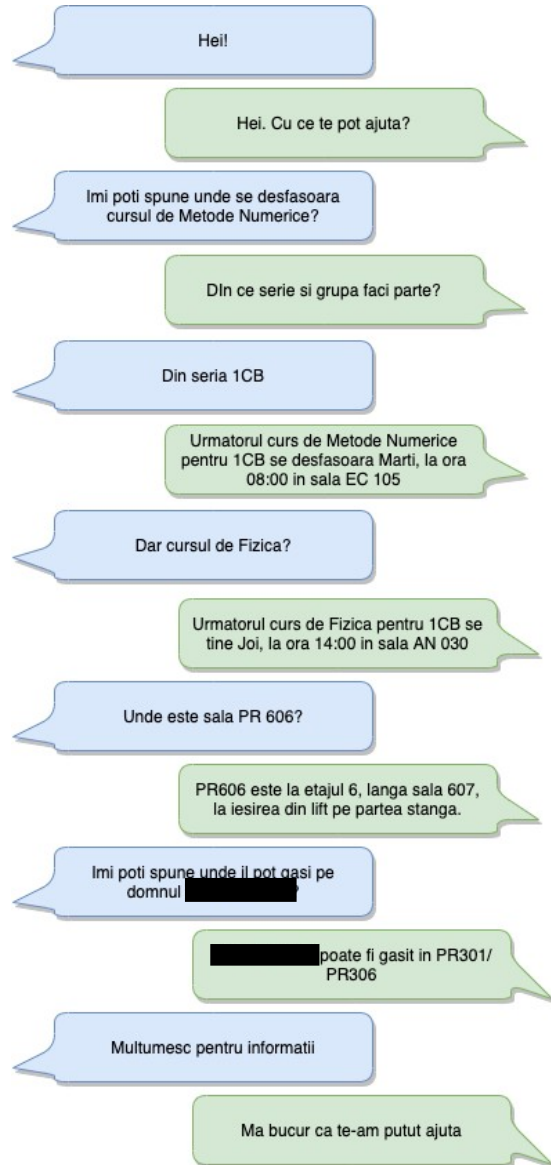 Hei!
Hei. Cu ce te pot ajuta?
Imi poti spune unde se desfasoara
cursul de Metode Numerice?
DIn ce serie si grupa faci parte?
Din seria 1CB
Urmatorul curs de Metode Numerice
pentru 1CB se desfasoara Marti, la ora
08:00 in sala EC 105
Dar cursul de Fizica?
Urmatorul curs de Fizica pentru 1CB se
tine Joi, la ora 14:00 in sala AN 030
Unde este sala PR 606?
PR606 este la etajul 6, langa sala 607,
la iesirea din lift pe partea stanga.
Imi poti spune unde il pot gasi pe
domnul ?
poate fi gasit in PR301/
PR306
Multumesc pentru informatii
Ma bucur ca te-am putut ajuta